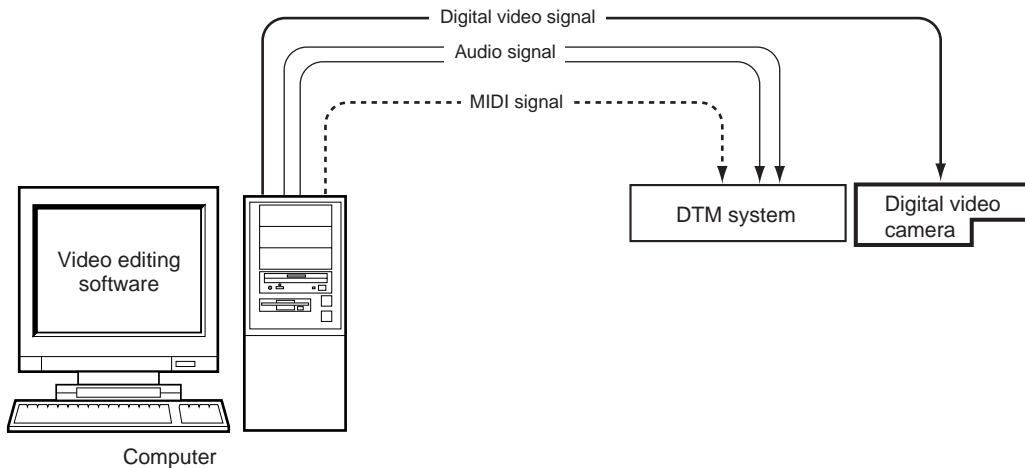 Digital video signal
Audio signal
MIDI signal
DTM system
Digital video
camera
Video editing
software
Computer